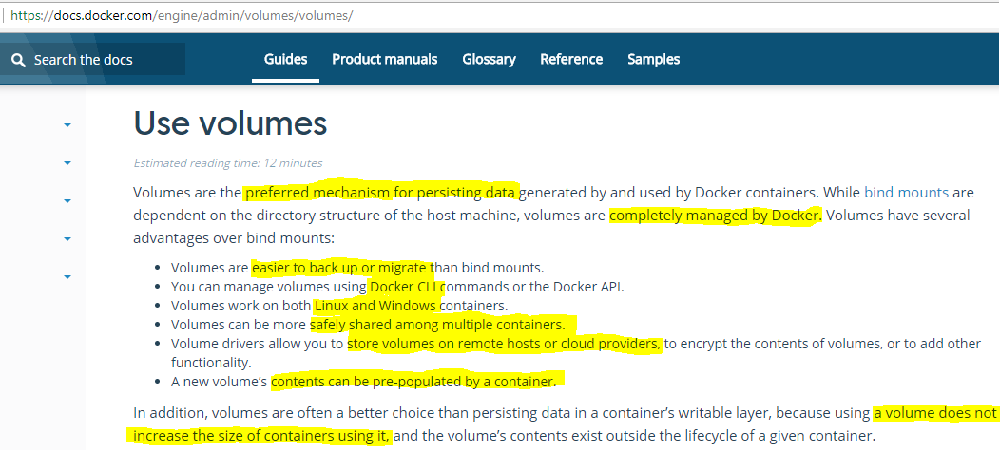 https://docs.docker.com/engine/admin/volumes/volumes/
Search the docs
Guides Product manuals Glossary Reference Samples
Use volumes
Estimated reading time: 12 minutes
Volumes are the preferred mechanism for persisting data generated by and used by Docker containers. While bind mounts are
dependent on the directory structure of the host machine, volumes are completely managed by Docker. Volumes have several
advantages over bind mounts:
• Volumes are easier to back up or migrate than bind mounts.
• You can manage volumes using Docker CLI commands or the Docker API.
• Volumes work on both Linux and Windows containers.
• Volumes can be more safely shared among multiple containers.
• Volume drivers allow you to store volumes on remote hosts or cloud providers, to encrypt the contents of volumes, or to add other
functionality.
• A new volume’s contents can be pre-populated by a container.
In addition, volumes are often a better choice than persisting data in a container’s writable layer, because using a volume does not
increase the size of containers using it, and the volume’s contents exist outside the lifecycle of a given container.